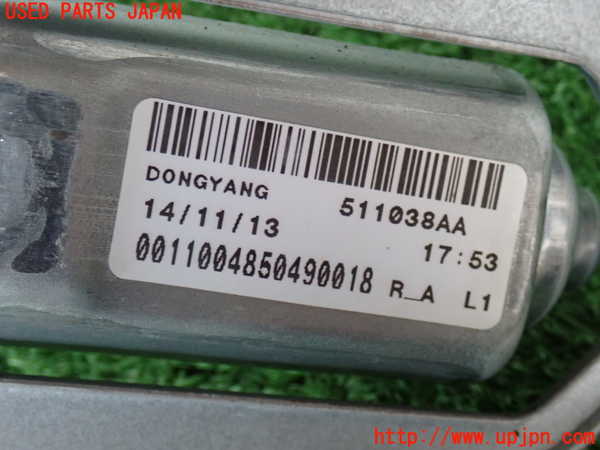 USED PARTS JAPAN
DONGYANG 511038AA
14/11/13 17:53
0011004850490018 R_A L1
http://www.upjpn.com